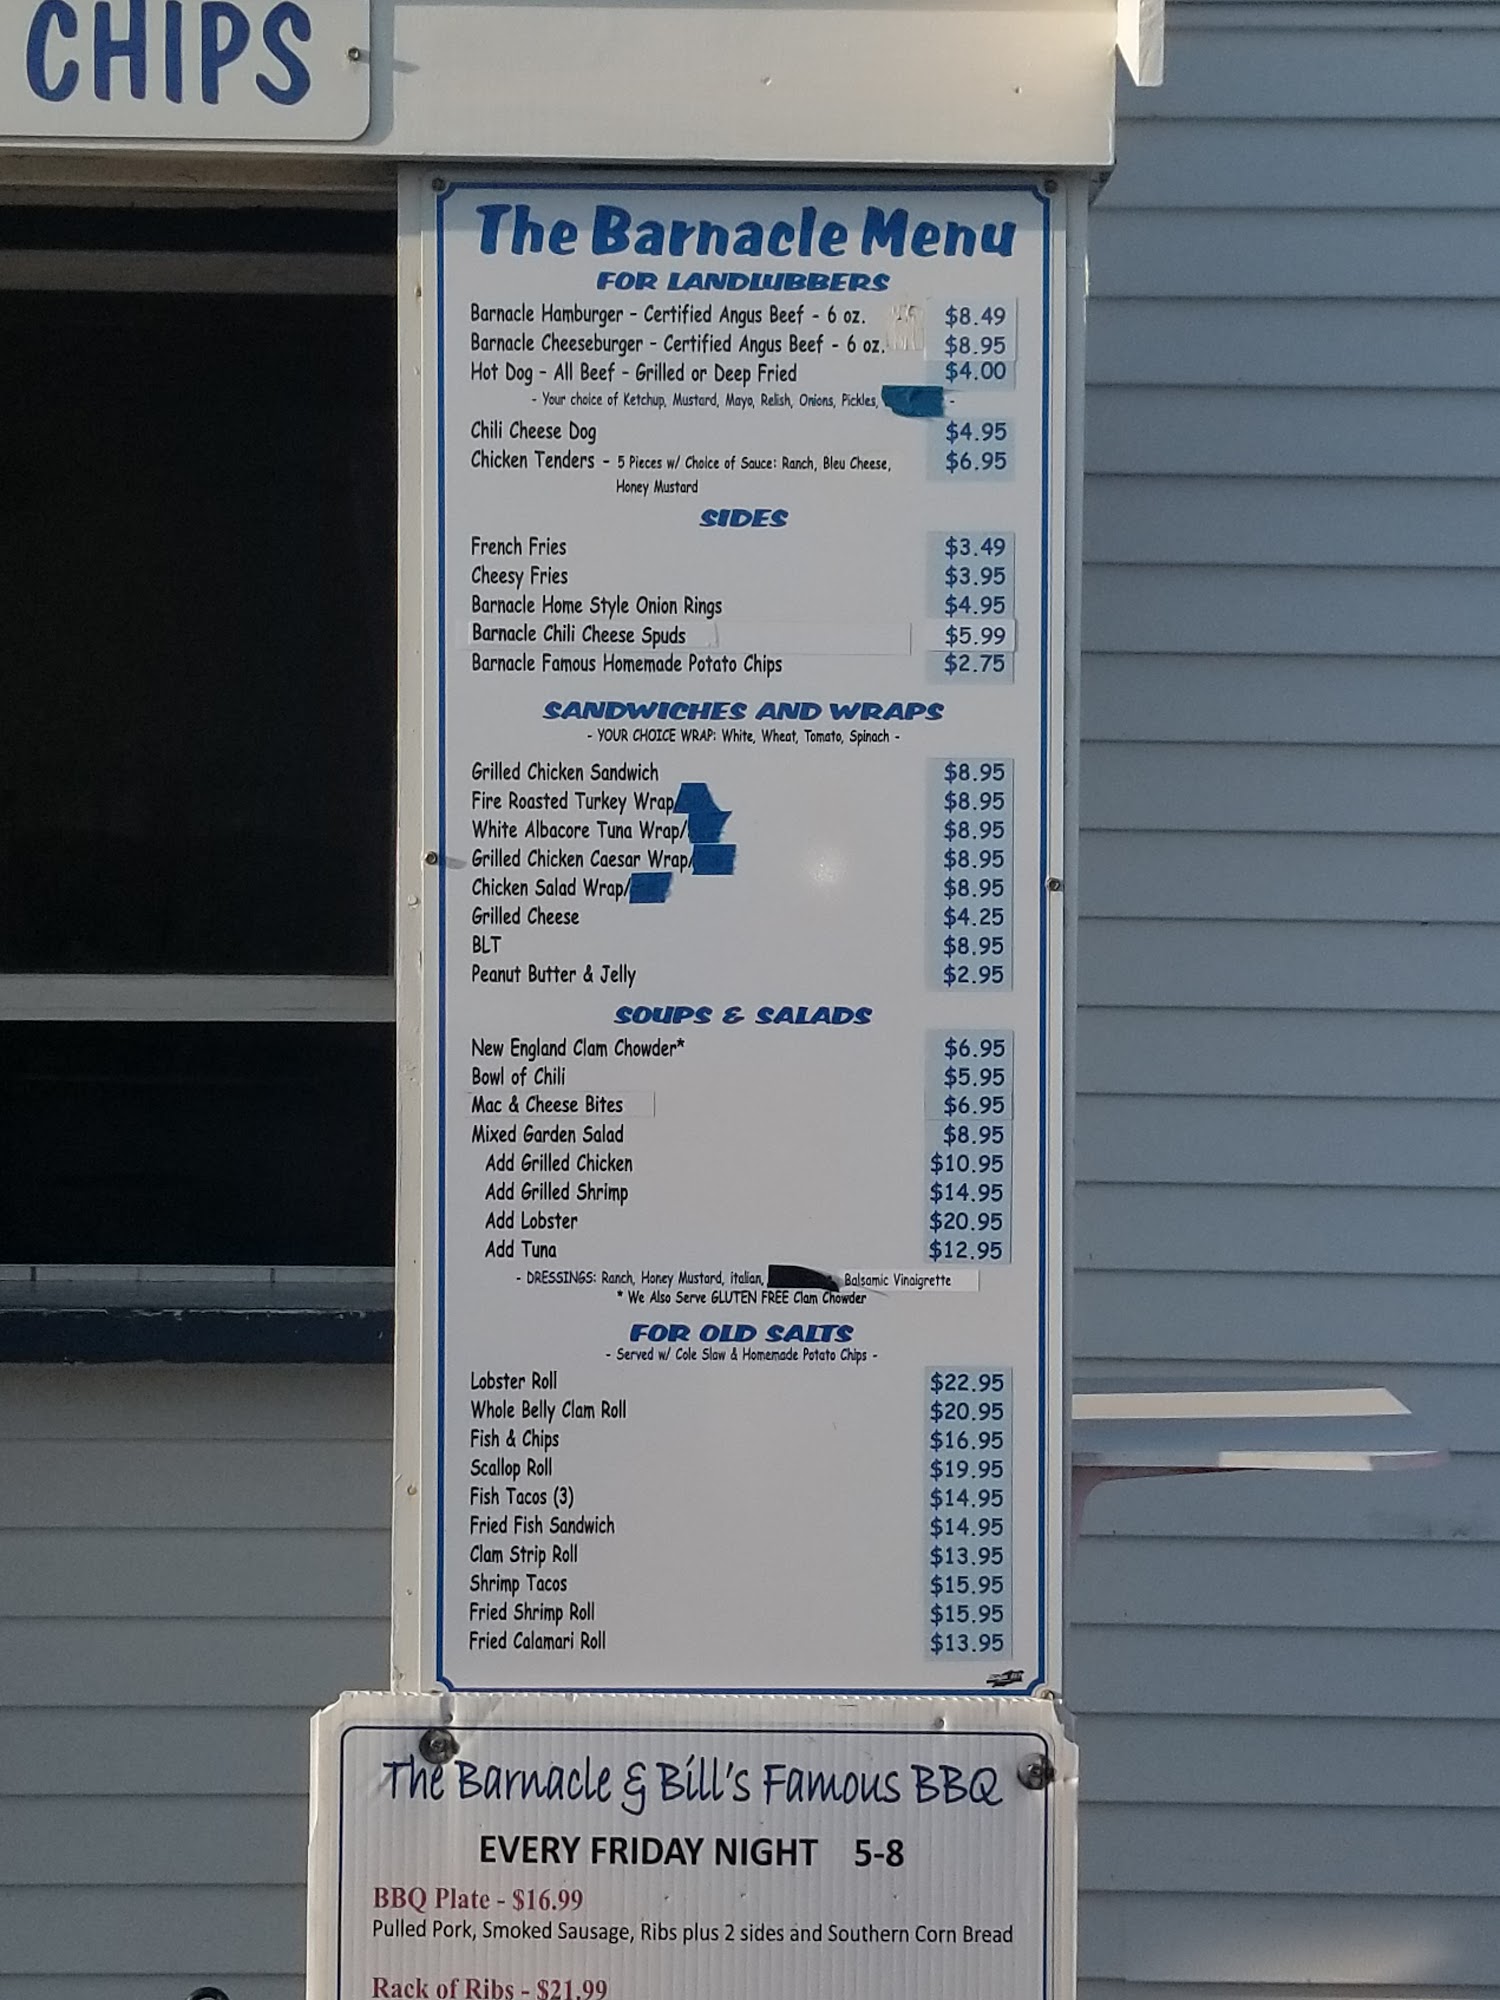 CHIPS
The Barnacle Menu
FOR LANDLUBBERS
Barnacle Hamburger - Certified Angus Beef - 6 oz. $8.49
Barnacle Cheeseburger - Certified Angus Beef - 6 oz. $8.95
Hot Dog - All Beef - Grilled or Deep Fried $4.00
- Your choice of Ketchup, Mustard, Mayo, Relish, Onions, Pickles, -
Chili Cheese Dog $4.95
Chicken Tenders - 5 Pieces w/ Choice of Sauce: Ranch, Bleu Cheese, $6.95
Honey Mustard
SIDES
French Fries $3.49
Cheesy Fries $3.95
Barnacle Home Style Onion Rings $4.95
Barnacle Chili Cheese Spuds $5.99
Barnacle Famous Homemade Potato Chips $2.75
SANDWICHES AND WRAPS
- YOUR CHOICE WRAP: White, Wheat, Tomato, Spinach -
Grilled Chicken Sandwich $8.95
Fire Roasted Turkey Wrap $8.95
White Albacore Tuna Wrap/ $8.95
Grilled Chicken Caesar Wrap/ $8.95
Chicken Salad Wrap/ $8.95
Grilled Cheese $4.25
BLT $8.95
Peanut Butter & Jelly $2.95
SOUPS & SALADS
New England Clam Chowder* $6.95
Bowl of Chili $5.95
Mac & Cheese Bites $6.95
Mixed Garden Salad $8.95
Add Grilled Chicken $10.95
Add Grilled Shrimp $14.95
Add Lobster $20.95
Add Tuna $12.95
- DRESSINGS: Ranch, Honey Mustard, italian, Balsamic Vinaigrette
* We Also Serve GLUTEN FREE Clam Chowder
FOR OLD SALTS
- Served w/ Cole Slaw & Homemade Potato Chips -
Lobster Roll $22.95
Whole Belly Clam Roll $20.95
Fish & Chips $16.95
Scallop Roll $19.95
Fish Tacos (3) $14.95
Fried Fish Sandwich $14.95
Clam Strip Roll $13.95
Shrimp Tacos $15.95
Fried Shrimp Roll $15.95
Fried Calamari Roll $13.95
The Barnacle & Bill's Famous BBQ
EVERY FRIDAY NIGHT 5-8
BBQ Plate - $16.99
Pulled Pork, Smoked Sausage, Ribs plus 2 sides and Southern Corn Bread
Rack of Ribs - $21.99